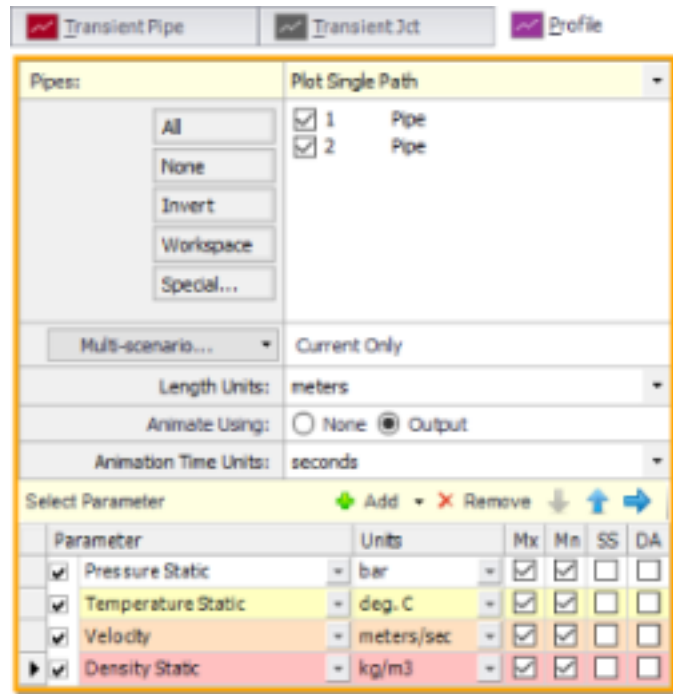 Transient Pipe Transient Jct Profile
Pipes: Plot Single Path
All
None
Invert
Workspace
Special...
1 Pipe
2 Pipe
Multi-scenario... Current Only
Length Units: meters
Animate Using: None Output
Animation Time Units: seconds
Select Parameter Add Remove
Parameter Units Mx Mn SS DA
Pressure Static bar
Temperature Static deg. C
Velocity meters/sec
Density Static kg/m3